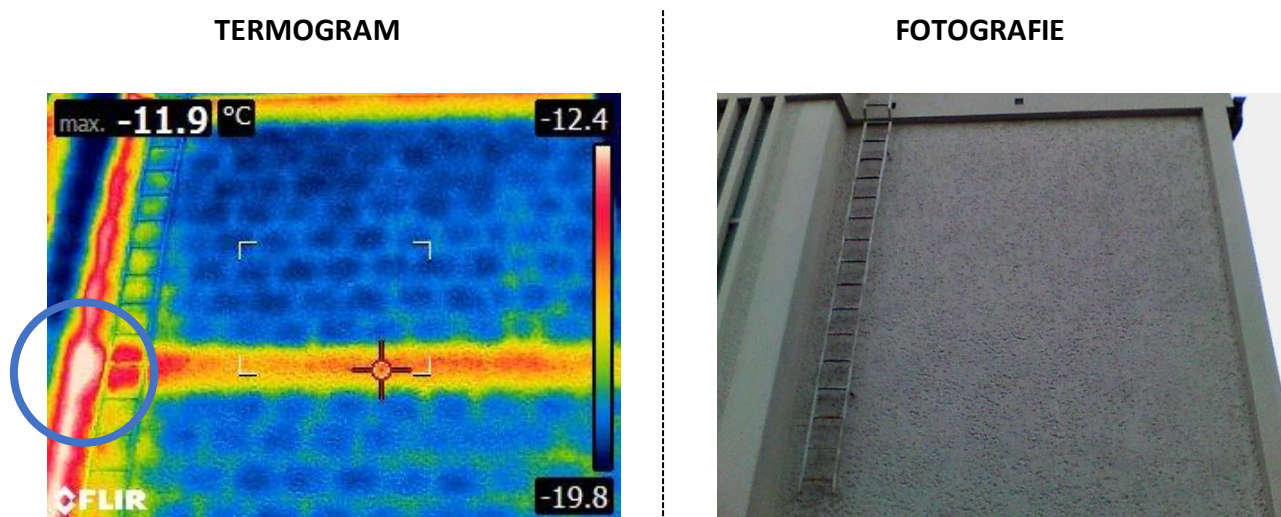 TERMOGRAM
FOTOGRAFIE
max. -11.9 °C
-12.4
-19.8
FLIR